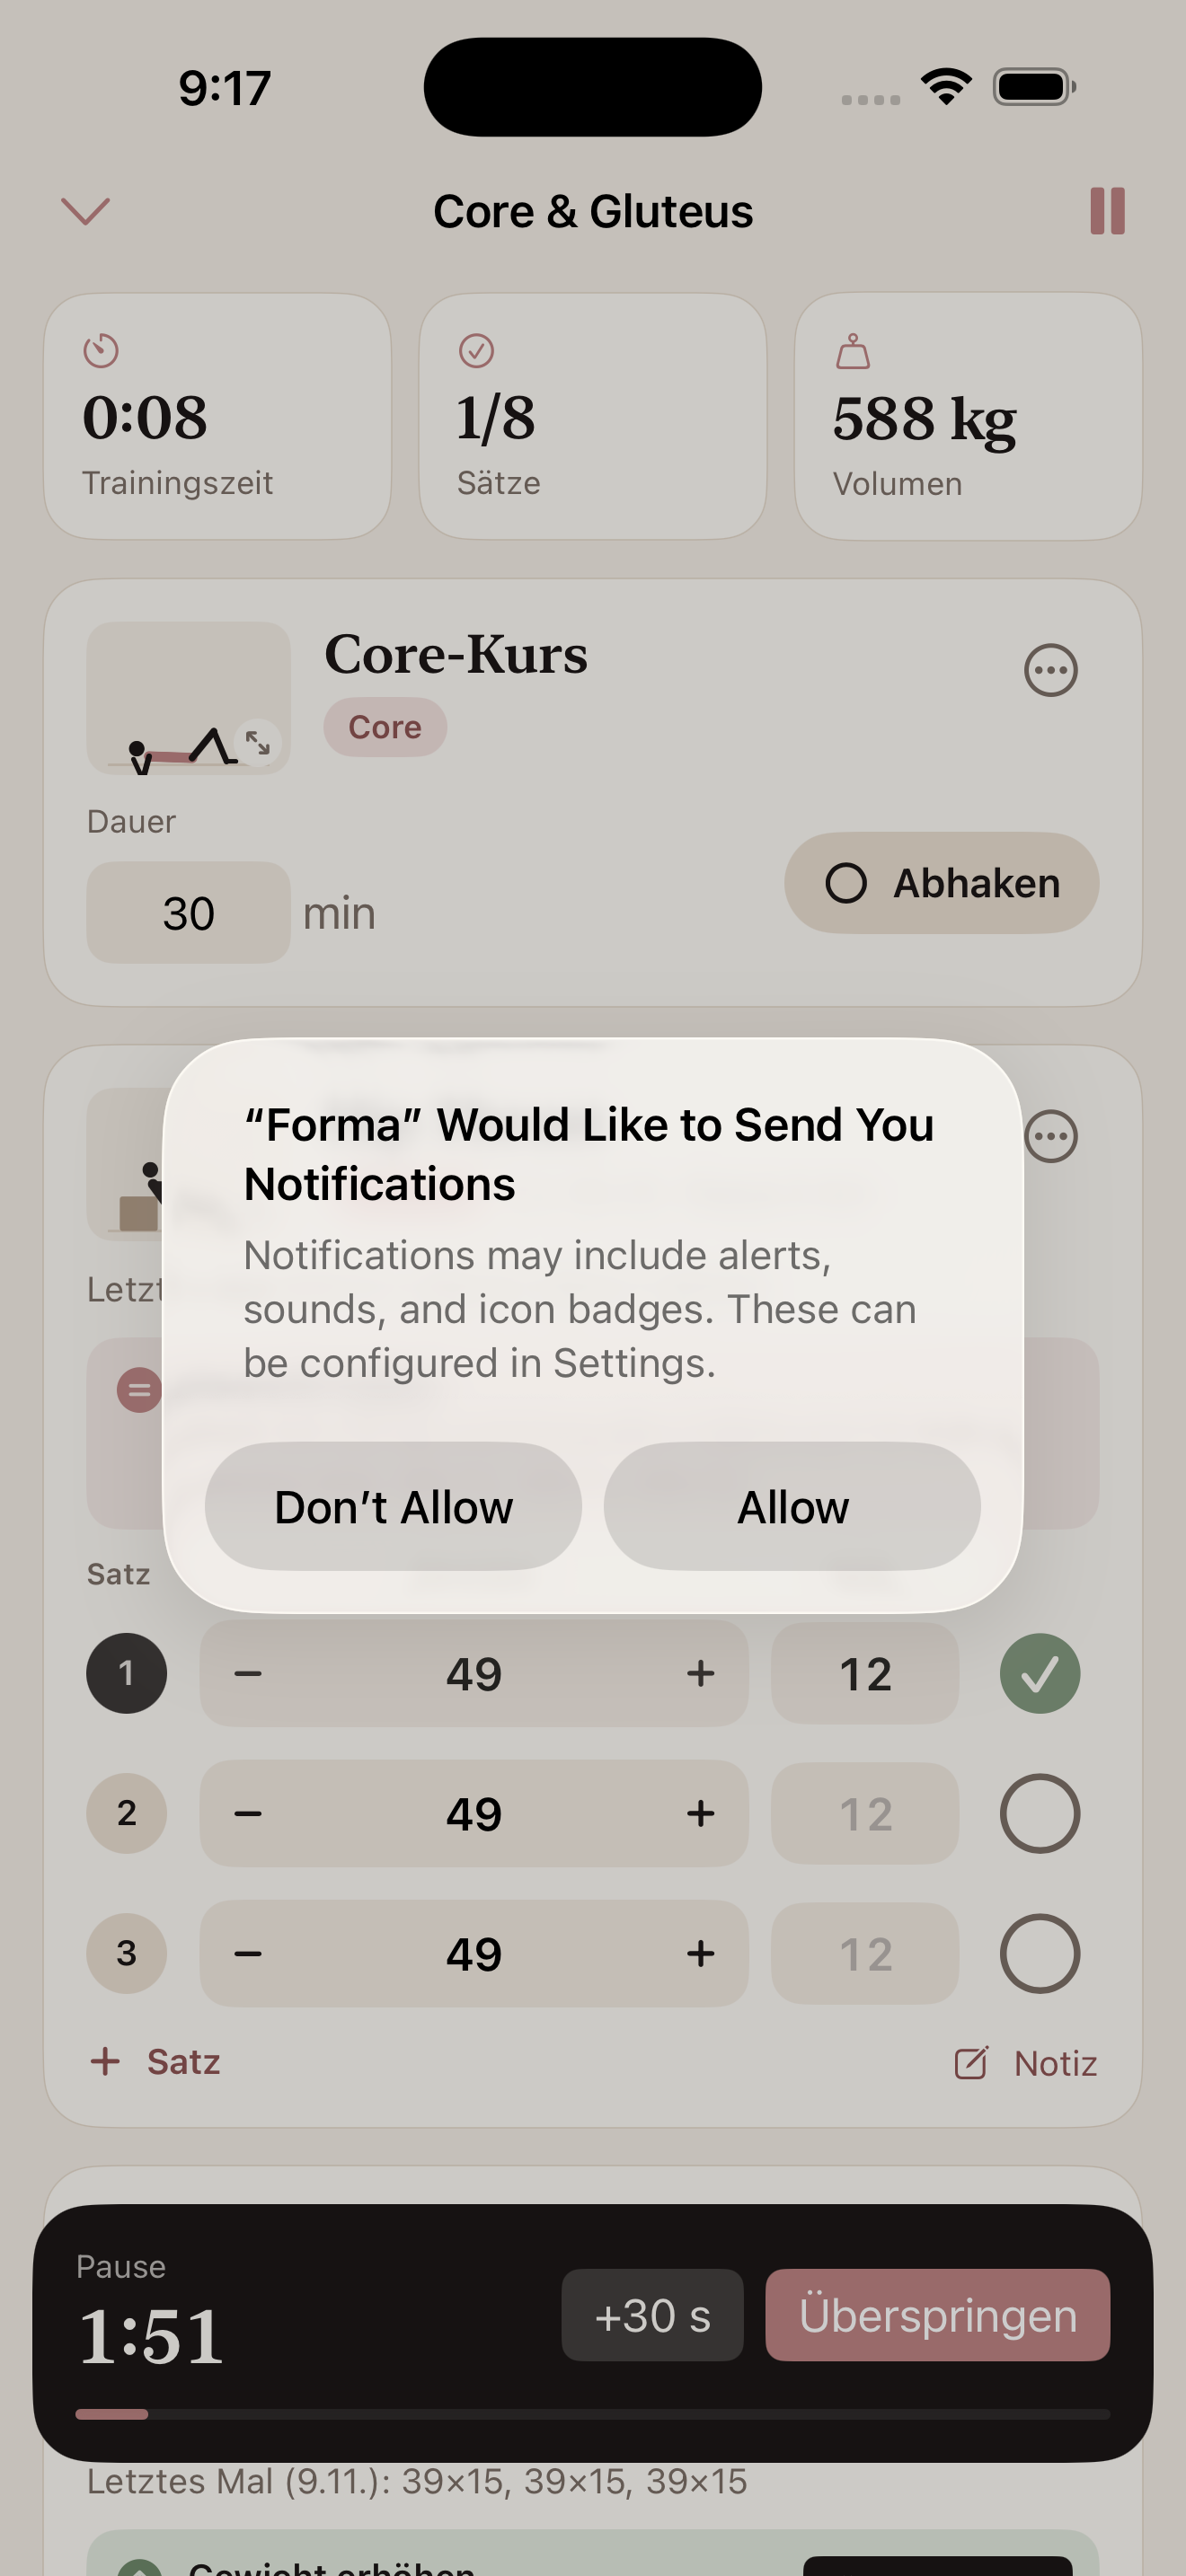 9:17
Core & Gluteus
0:08
Trainingszeit
1/8
Sätze
588 kg
Volumen
Core-Kurs
Core
Dauer
30 min
Abhaken
“Forma” Would Like to Send You
Notifications
Notifications may include alerts,
sounds, and icon badges. These can
be configured in Settings.
Don’t Allow
Allow
Satz
1 − 49 + 12
2 − 49 + 12
3 − 49 + 12
+ Satz
Notiz
Pause
1:51
+30 s
Überspringen
Letztes Mal (9.11.): 39×15, 39×15, 39×15
Gewicht erhöhen